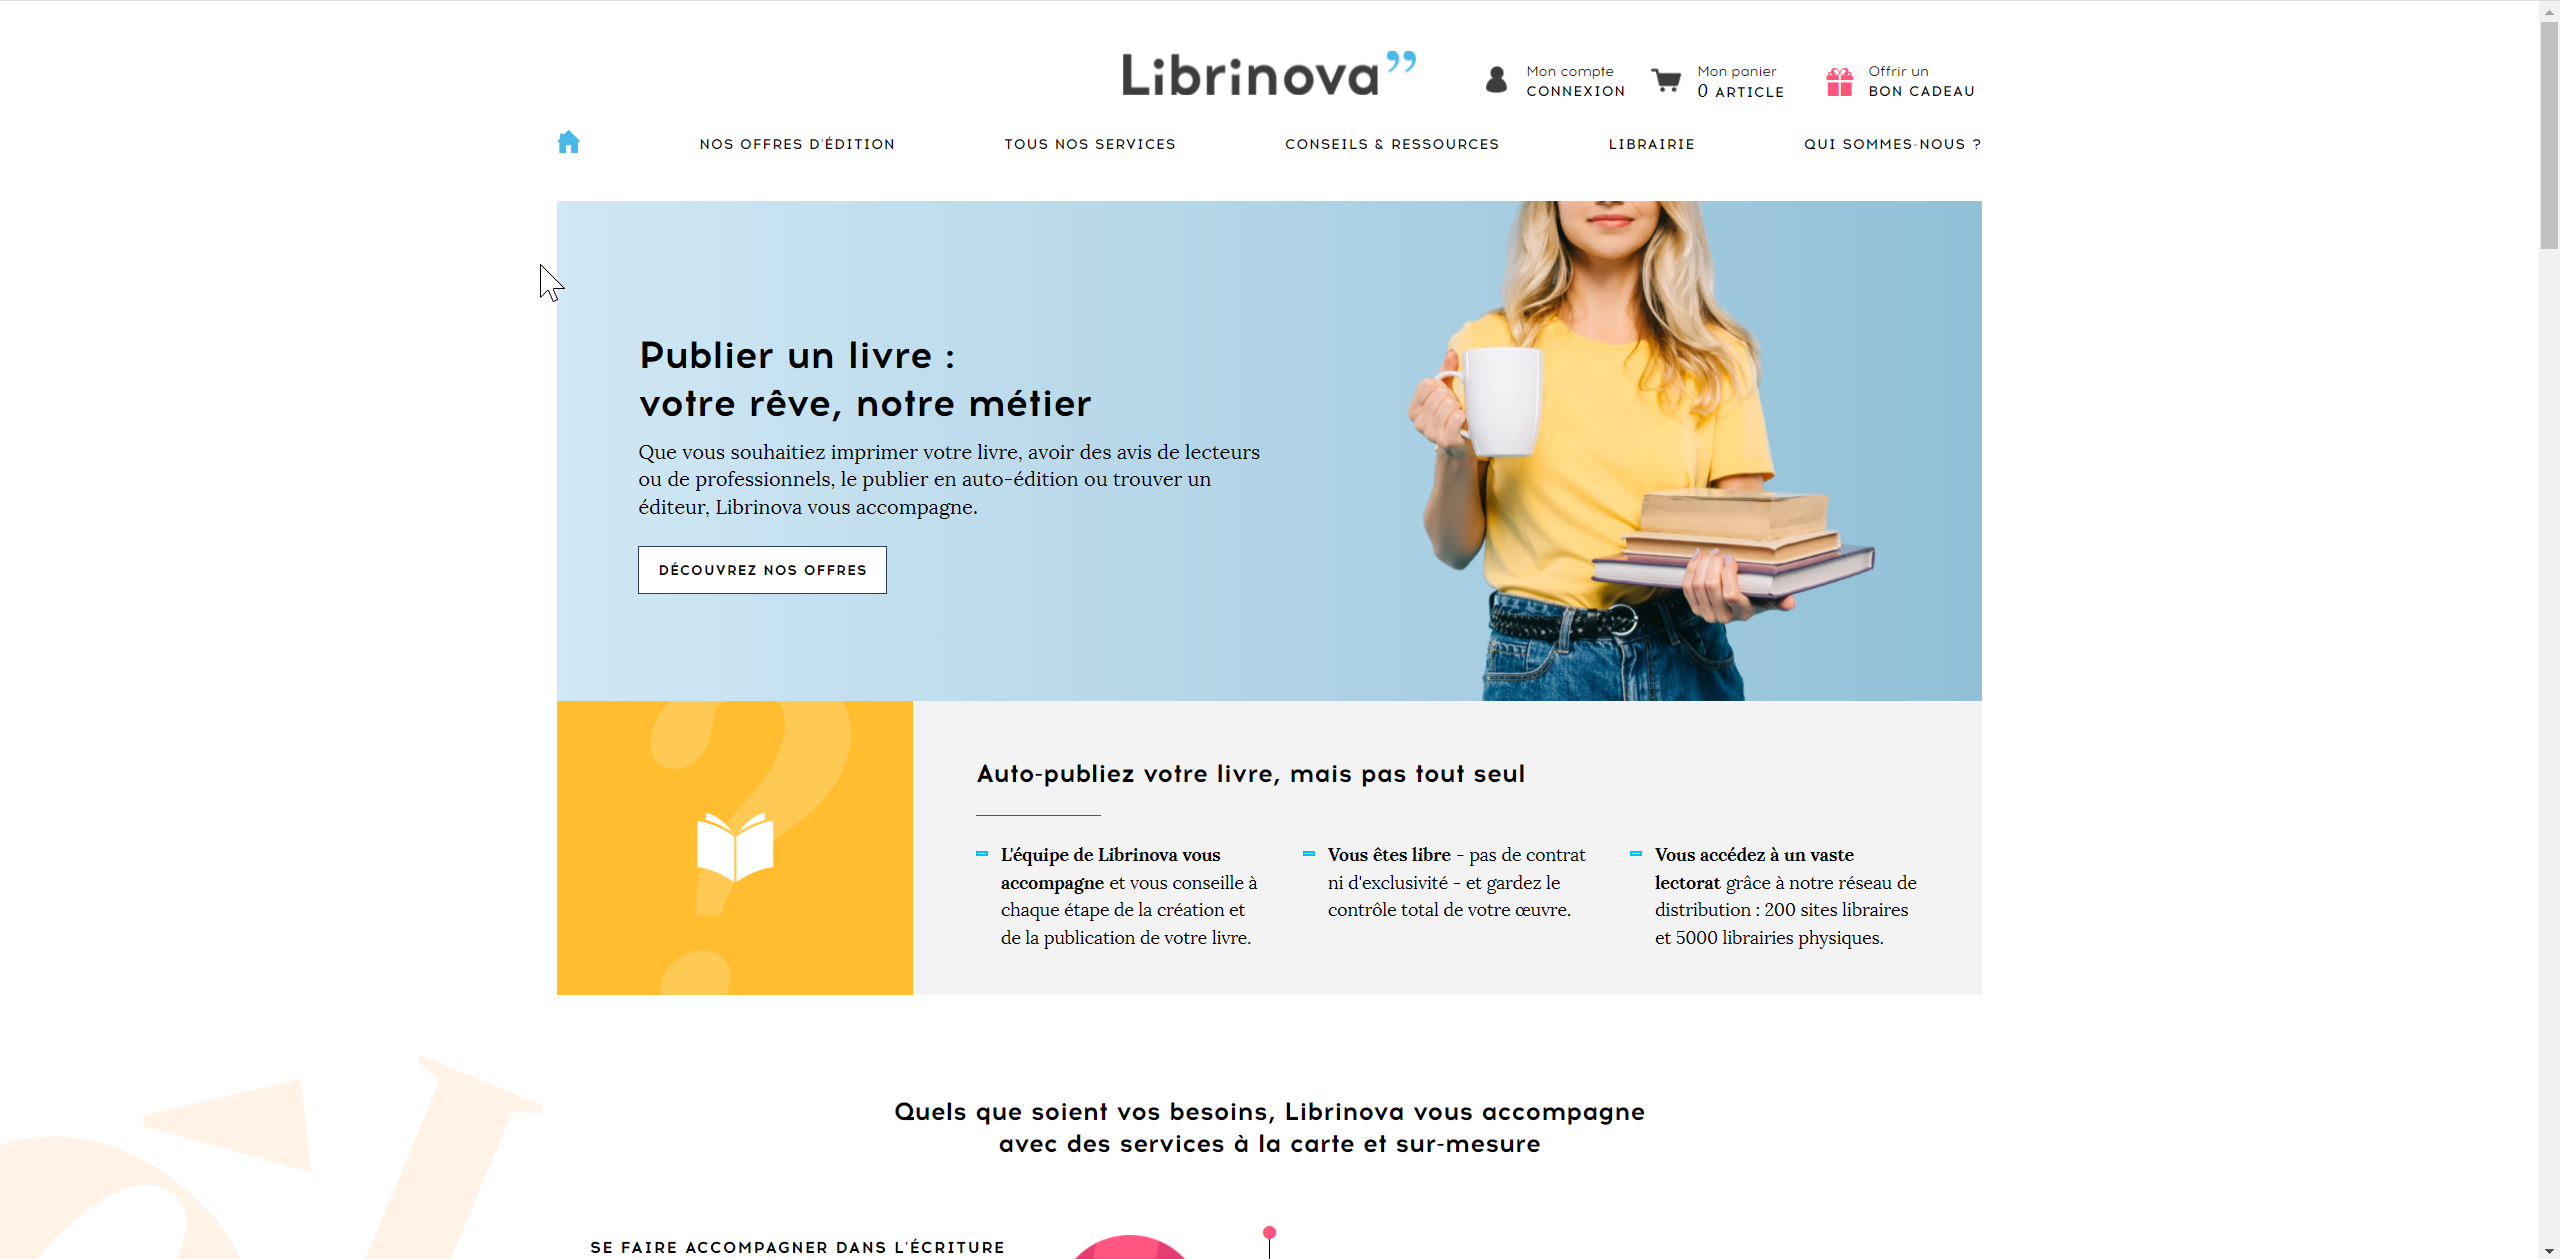 Librinova”
Mon compte
CONNEXION
Mon panier
0 ARTICLE
Offrir un
BON CADEAU
NOS OFFRES D'ÉDITION
TOUS NOS SERVICES
CONSEILS & RESSOURCES
LIBRAIRIE
QUI SOMMES-NOUS ?
Publier un livre :
votre rêve, notre métier
Que vous souhaitiez imprimer votre livre, avoir des avis de lecteurs
ou de professionnels, le publier en auto-édition ou trouver un
éditeur, Librinova vous accompagne.
DÉCOUVREZ NOS OFFRES
?
Auto-publiez votre livre, mais pas tout seul
L'équipe de Librinova vous
accompagne et vous conseille à
chaque étape de la création et
de la publication de votre livre.
Vous êtes libre - pas de contrat
ni d'exclusivité - et gardez le
contrôle total de votre œuvre.
Vous accédez à un vaste
lectorat grâce à notre réseau de
distribution : 200 sites libraires
et 5000 librairies physiques.
Quels que soient vos besoins, Librinova vous accompagne
avec des services à la carte et sur-mesure
SE FAIRE ACCOMPAGNER DANS L'ÉCRITURE